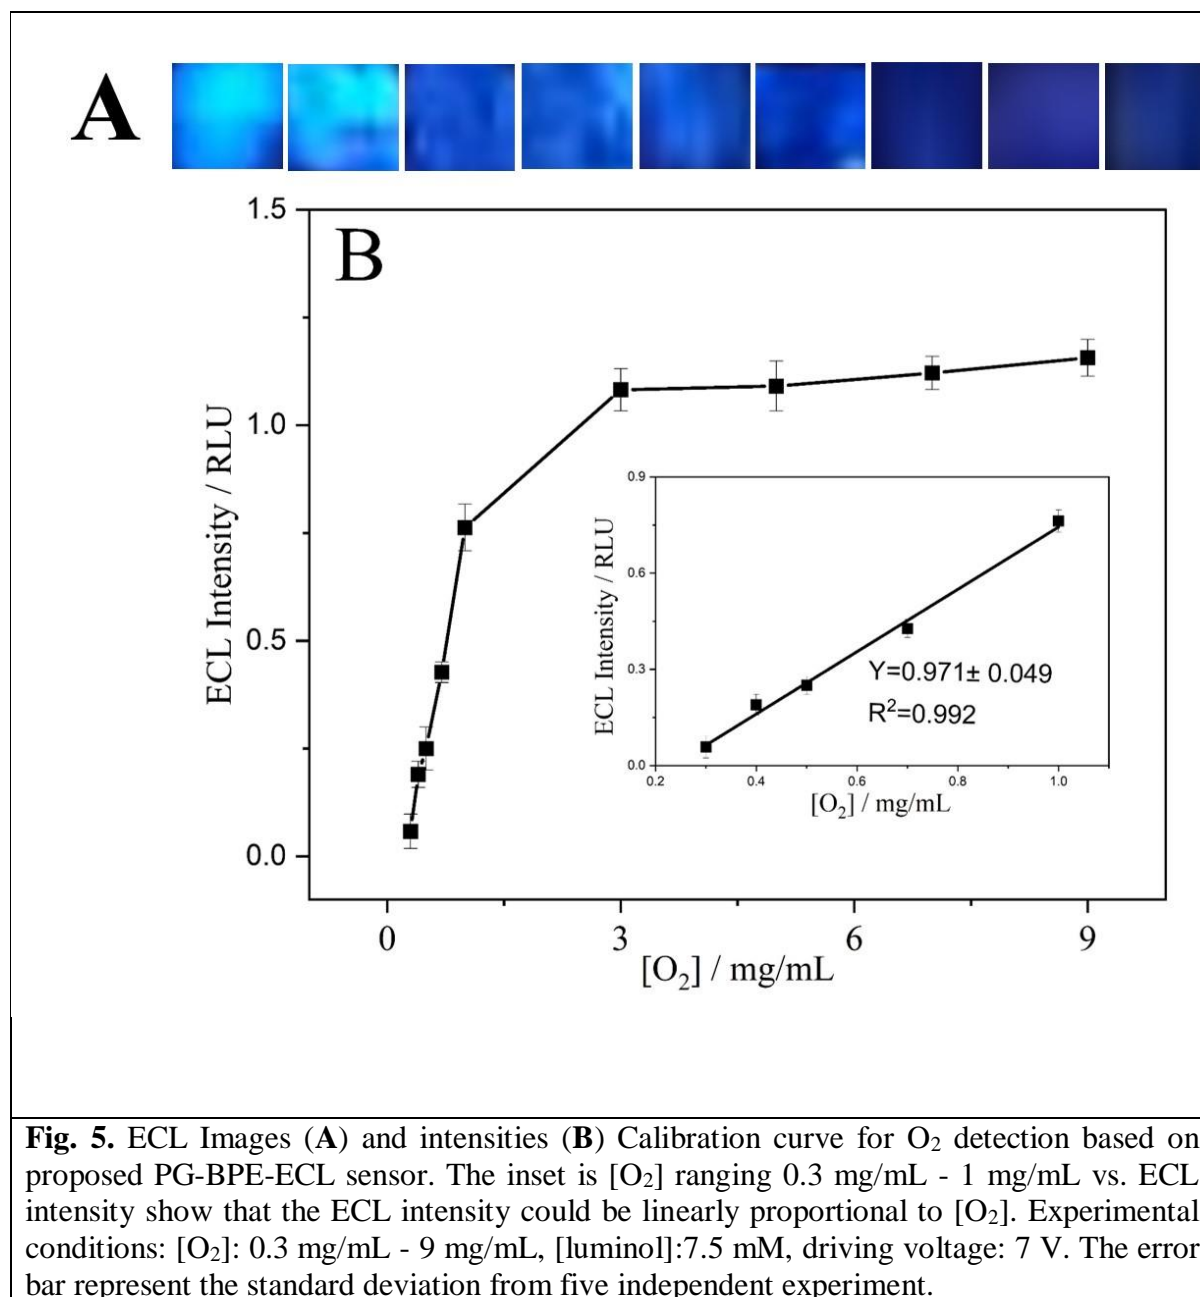 A
B
1.5
1.0
0.5
0.0
ECL Intensity / RLU
0 3 6 9
[O₂] / mg/mL
0.9
0.6
0.3
0.0
ECL Intensity / RLU
Y=0.971± 0.049
R²=0.992
0.2 0.4 0.6 0.8 1.0
[O₂] / mg/mL
Fig. 5. ECL Images (A) and intensities (B) Calibration curve for O₂ detection based on
proposed PG-BPE-ECL sensor. The inset is [O₂] ranging 0.3 mg/mL - 1 mg/mL vs. ECL
intensity show that the ECL intensity could be linearly proportional to [O₂]. Experimental
conditions: [O₂]: 0.3 mg/mL - 9 mg/mL, [luminol]:7.5 mM, driving voltage: 7 V. The error
bar represent the standard deviation from five independent experiment.